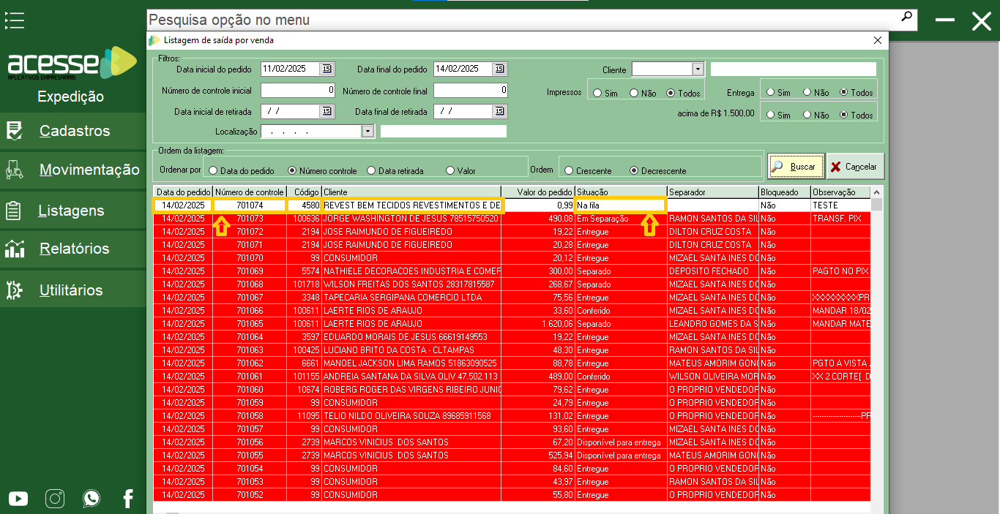 Pesquisa opção no menu
acesse
APLICATIVOS EMPRESARIAIS
Expedição
Cadastros
Movimentação
Listagens
Relatórios
Utilitários
Listagem de saída por venda
Filtros:
Data inicial do pedido 11/02/2025 15 Data final do pedido 14/02/2025 15 Cliente
Número de controle inicial 0 Número de controle final 0 Impressos Sim Não Todos Entrega Sim Não Todos
Data inicial de retirada / / 15 Data final de retirada / / 15 acima de R$ 1.500,00 Sim Não Todos
Localização . . . .
Ordem da listagem:
Ordenar por Data do pedido Número controle Data retirada Valor Ordem Crescente Decrescente Buscar Cancelar
Data do pedido Número de controle Código Cliente Valor do pedido Situação Separador Bloqueado Observação
14/02/2025 701074 4580 REVEST BEM TECIDOS REVESTIMENTOS E DE 0,99 Na fila Não TESTE
14/02/2025 701073 100636 JORGE WASHINGTON DE JESUS 78515750520 490,08 Em Separação RAMON SANTOS DA SIL Não TRANSF. PIX
14/02/2025 701072 2194 JOSE RAIMUNDO DE FIGUEIREDO 19,22 Entregue DILTON CRUZ COSTA Não
14/02/2025 701071 2194 JOSE RAIMUNDO DE FIGUEIREDO 20,28 Entregue DILTON CRUZ COSTA Não
14/02/2025 701070 99 CONSUMIDOR 20,12 Entregue MIZAEL SANTA INES DO Não
14/02/2025 701069 5574 NATHIELE DECORACOES INDUSTRIA E COMER 300,00 Separado DEPOSITO FECHADO Não PAGTO NO PIX
14/02/2025 701068 101718 WILSON FREITAS DOS SANTOS 28317815587 268,67 Separado MIZAEL SANTA INES DO Não
14/02/2025 701067 3348 TAPECARIA SERGIPANA COMERCIO LTDA 75,56 Entregue MIZAEL SANTA INES DO Não XXXXXXXXXPR
14/02/2025 701066 100611 LAERTE RIOS DE ARAUJO 33,60 Conferido MIZAEL SANTA INES DO Não MANDAR 18/02
14/02/2025 701065 100611 LAERTE RIOS DE ARAUJO 1.620,06 Separado LEANDRO GOMES DA S Não MANDAR MATE
14/02/2025 701064 3597 EDUARDO MORAIS DE JESUS 66619149553 19,22 Entregue MIZAEL SANTA INES DO Não
14/02/2025 701063 100425 LUCIANO BRITO DA COSTA - CLTAMPAS 48,30 Entregue RAMON SANTOS DA SIL Não
14/02/2025 701062 6661 MANOEL JACKSON LIMA RAMOS 51863090525 88,78 Entregue MATEUS AMORIM GON Não PGTO A VISTA
14/02/2025 701061 101155 ANDREIA SANTANA DA SILVA OLIV 47.502.113 489,00 Conferido WILSON OLIVEIRA MOR Não XX 2 CORTE[ D
14/02/2025 701060 10674 ROBERG ROGER DAS VIRGENS RIBEIRO JUNIO 79,62 Entregue O PROPRIO VENDEDOR Não
14/02/2025 701059 99 CONSUMIDOR 24,79 Entregue O PROPRIO VENDEDOR Não
14/02/2025 701058 11095 TELIO NILDO OLIVEIRA SOUZA 89685911568 131,02 Entregue O PROPRIO VENDEDOR Não ----------------------PR
14/02/2025 701057 99 CONSUMIDOR 93,60 Entregue MIZAEL SANTA INES DO Não
14/02/2025 701056 2739 MARCOS VINICIUS DOS SANTOS 67,20 Disponível para entrega MIZAEL SANTA INES DO Não
14/02/2025 701055 2739 MARCOS VINICIUS DOS SANTOS 525,94 Disponível para entrega MATEUS AMORIM GON Não
14/02/2025 701054 99 CONSUMIDOR 84,60 Entregue O PROPRIO VENDEDOR Não
14/02/2025 701053 99 CONSUMIDOR 43,97 Entregue RAMON SANTOS DA SIL Não
14/02/2025 701052 99 CONSUMIDOR 55,80 Entregue O PROPRIO VENDEDOR Não